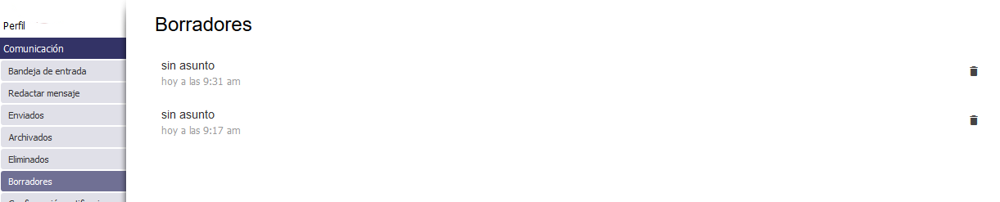 Perfil
Comunicación
Bandeja de entrada
Redactar mensaje
Enviados
Archivados
Eliminados
Borradores
Borradores
sin asunto
hoy a las 9:31 am
sin asunto
hoy a las 9:17 am